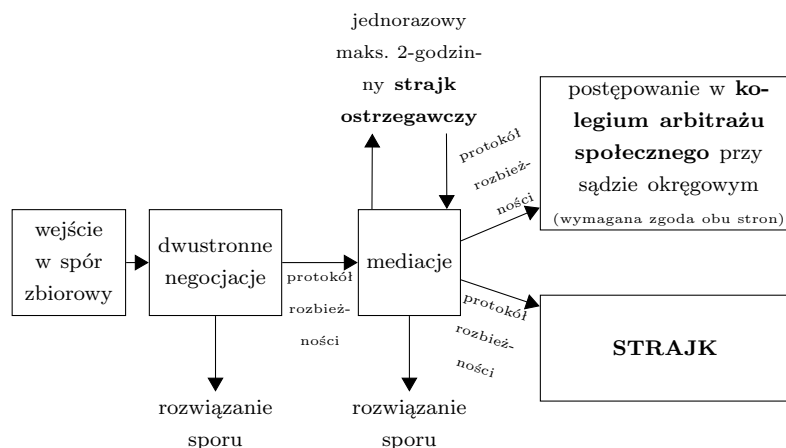 jednorazowy
maks. 2-godzin-
ny strajk
ostrzegawczy
postępowanie w ko-
legium arbitrażu
społecznego przy
sądzie okręgowym
(wymagana zgoda obu stron)
protokół
rozbież-
ności
wejście
w spór
zbiorowy
dwustronne
negocjacje
protokół
rozbież-
ności
mediacje
protokół
rozbież-
ności
STRAJK
rozwiązanie
sporu
rozwiązanie
sporu